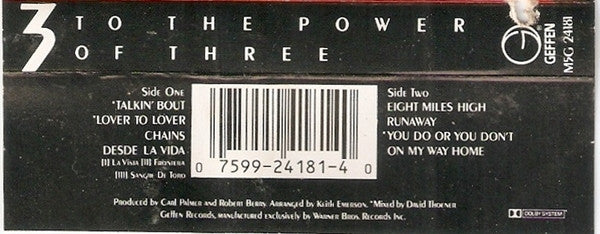 3
TO THE POWER
OF THREE
GEFFEN
M5G 24181
Side One
*TALKIN' BOUT
*LOVER TO LOVER
CHAINS
DESDE LA VIDA
[I] LA VISTA [II] FRONTERA
[III] SANGRE DE TORO
0 7599-24181-4 0
Side Two
EIGHT MILES HIGH
RUNAWAY
*YOU DO OR YOU DON'T
ON MY WAY HOME
PRODUCED BY CARL PALMER AND ROBERT BERRY. ARRANGED BY KEITH EMERSON. *MIXED BY DAVID THOENER
GEFFEN RECORDS, MANUFACTURED EXCLUSIVELY BY WARNER BROS. RECORDS INC.
DOLBY SYSTEM